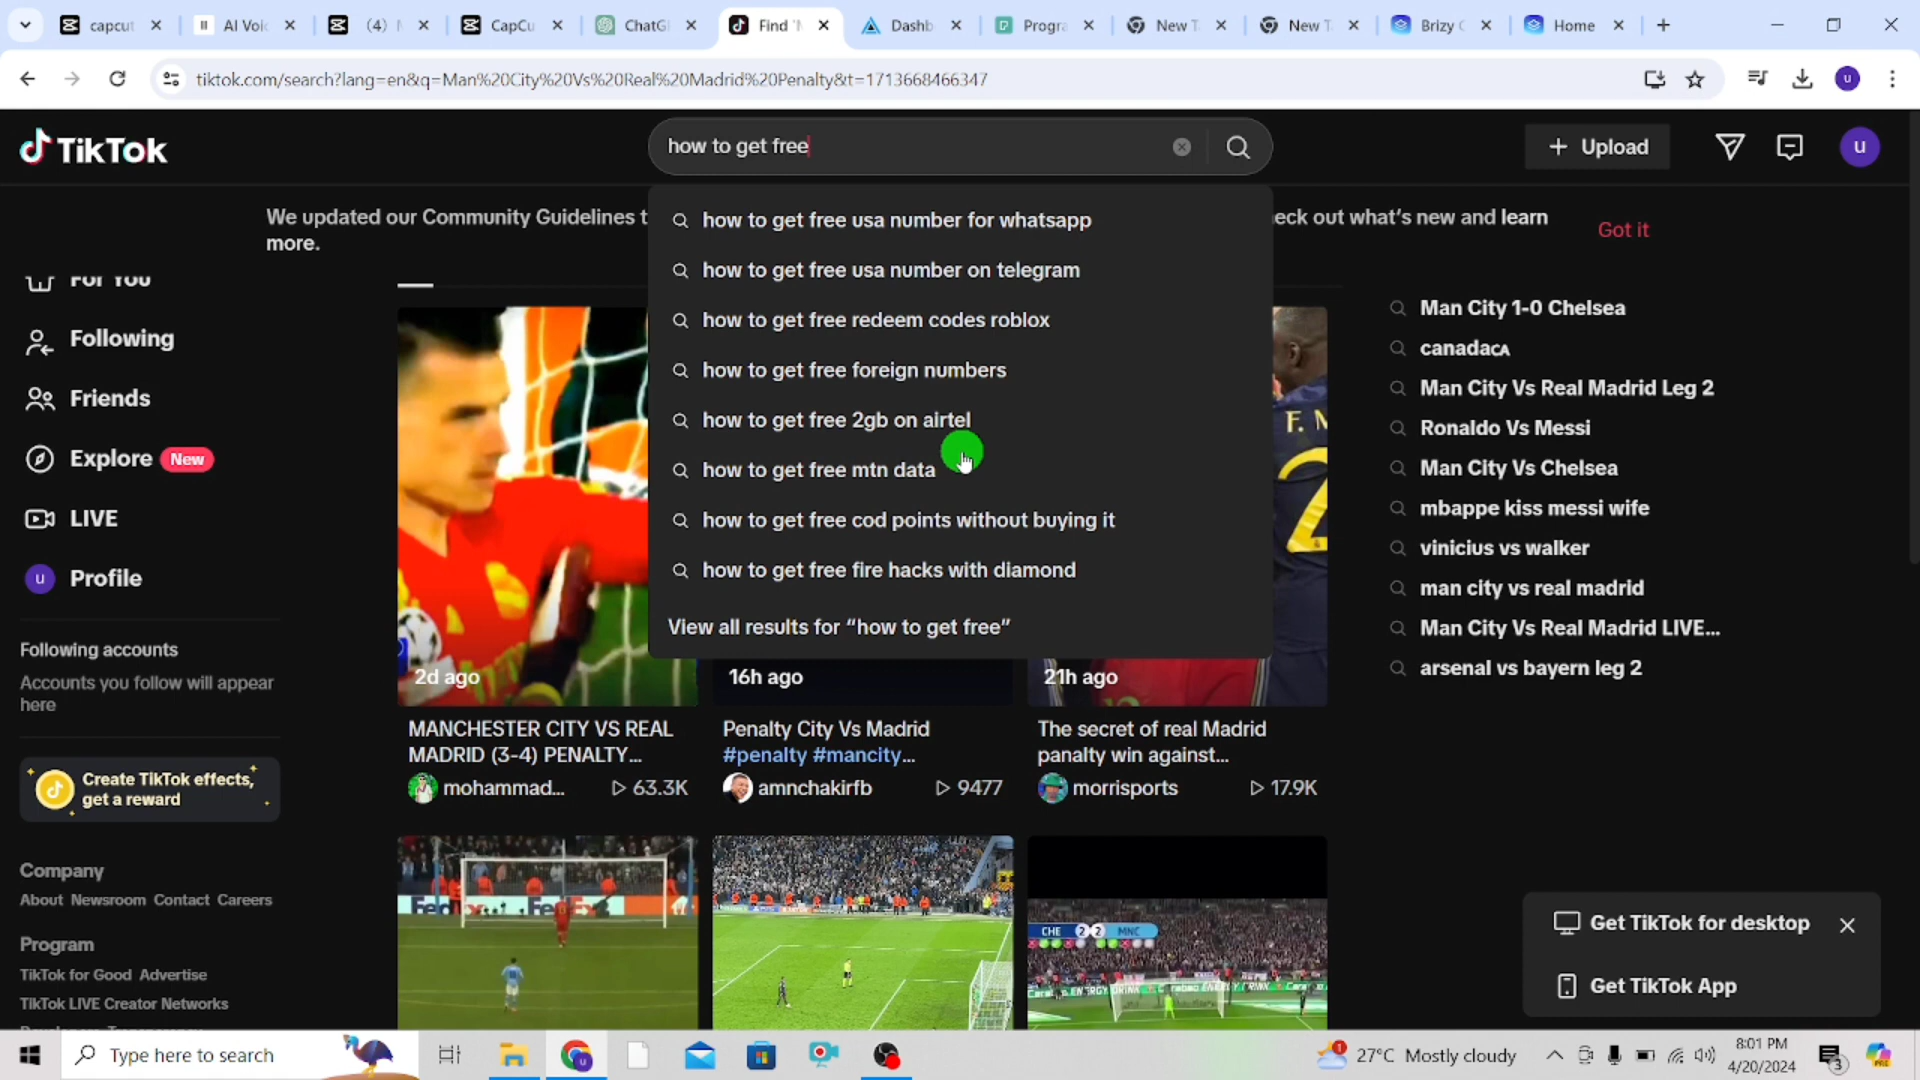 capcut
AI Voic
(4)
CapCu
ChatG
Find '
Dashb
Progra
New T
New T
Brizy C
Home
tiktok.com/search?lang=en&q=Man%20City%20Vs%20Real%20Madrid%20Penalty&t=1713668466347
u
TikTok
how to get free
Upload
u
We updated our Community Guidelines t
eck out what's new and learn
more.
Got it
how to get free usa number for whatsapp
how to get free usa number on telegram
how to get free redeem codes roblox
how to get free foreign numbers
how to get free 2gb on airtel
how to get free mtn data
how to get free cod points without buying it
how to get free fire hacks with diamond
View all results for “how to get free”
For You
Following
Friends
Explore New
LIVE
u Profile
Following accounts
Accounts you follow will appear
here
Create TikTok effects,
get a reward
Company
About Newsroom Contact Careers
Program
TikTok for Good Advertise
TikTok LIVE Creator Networks
Man City 1-0 Chelsea
canadaCA
Man City Vs Real Madrid Leg 2
Ronaldo Vs Messi
Man City Vs Chelsea
mbappe kiss messi wife
vinicius vs walker
man city vs real madrid
Man City Vs Real Madrid LIVE...
arsenal vs bayern leg 2
F. M
2d ago
16h ago
21h ago
MANCHESTER CITY VS REAL
MADRID (3-4) PENALTY...
mohammad...
63.3K
Penalty City Vs Madrid
#penalty #mancity...
amnchakirfb
9477
The secret of real Madrid
panalty win against...
morrisports
17.9K
CHE 2 2 MNC
Get TikTok for desktop
Get TikTok App
Type here to search
27°C Mostly cloudy
8:01 PM
4/20/2024
3